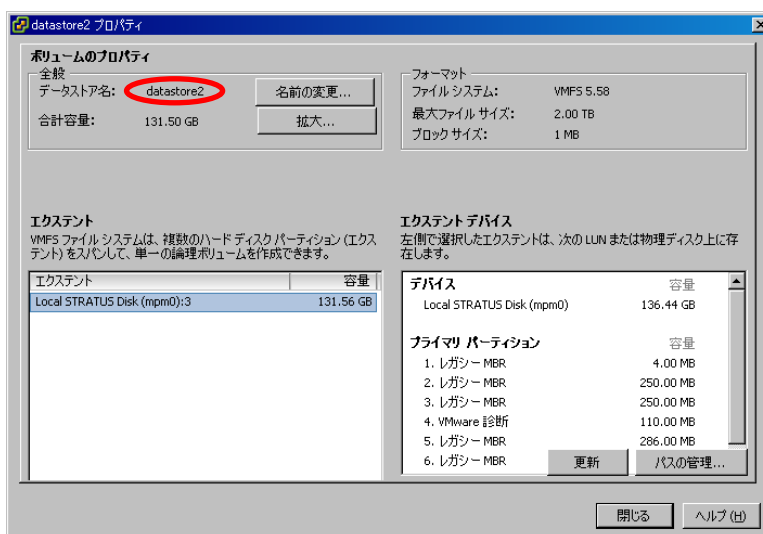 datastore2 プロパティ
ボリュームのプロパティ
全般
データストア名: datastore2 名前の変更...
合計容量: 131.50 GB 拡大...
フォーマット
ファイル システム: VMFS 5.58
最大ファイル サイズ: 2.00 TB
ブロック サイズ: 1 MB
エクステント
VMFS ファイル システムは、複数のハード ディスク パーティション (エクス
テント) をスパンして、単一の論理ボリュームを作成できます。
エクステント 容量
Local STRATUS Disk (mpm0):3 131.56 GB
エクステント デバイス
左側で選択したエクステントは、次の LUN または物理ディスク上に存
在します。
デバイス 容量
Local STRATUS Disk (mpm0) 136.44 GB
プライマリ パーティション 容量
1. レガシー MBR 4.00 MB
2. レガシー MBR 250.00 MB
3. レガシー MBR 250.00 MB
4. VMware 診断 110.00 MB
5. レガシー MBR 286.00 MB
6. レガシー MBR
更新 パスの管理...
閉じる ヘルプ (H)